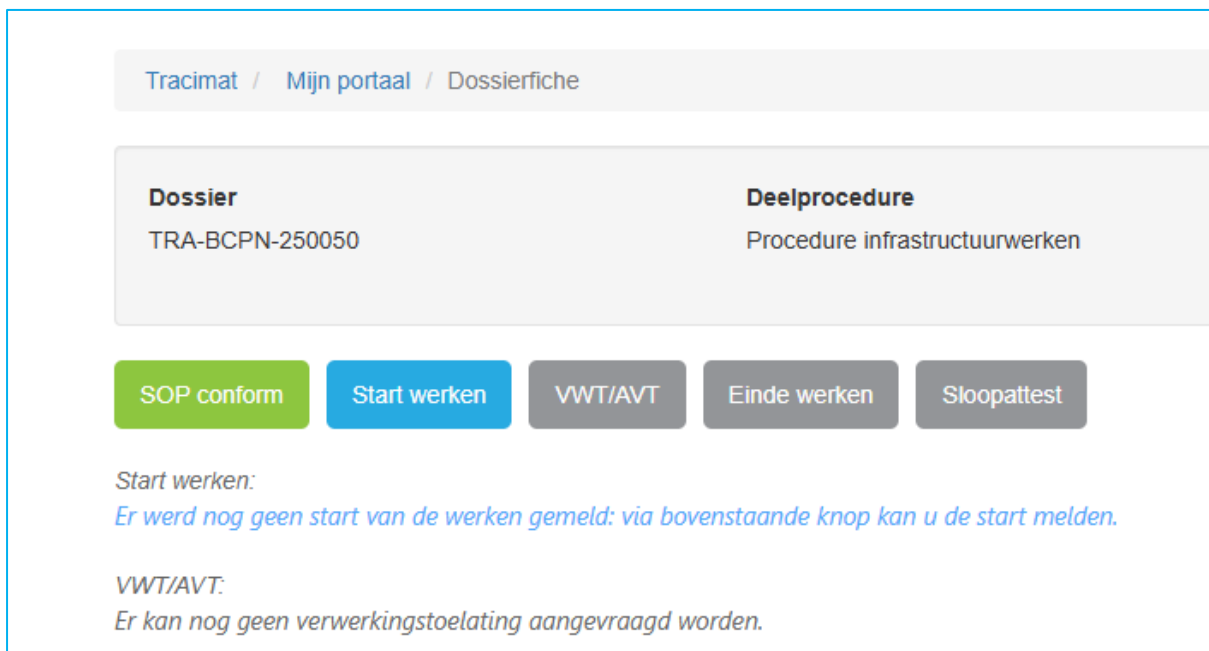 Tracimat / Mijn portaal / Dossierfiche
Dossier Deelprocedure
TRA-BCPN-250050 Procedure infrastructuurwerken
SOP conform Start werken VWT/AVT Einde werken Sloopattest
Start werken:
Er werd nog geen start van de werken gemeld: via bovenstaande knop kan u de start melden.
VWT/AVT:
Er kan nog geen verwerkingstoelating aangevraagd worden.